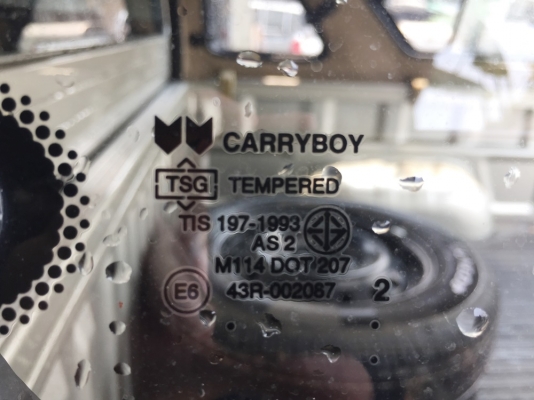 CARRYBOY
TSG TEMPERED
TIS 197-1993
AS 2
M114 DOT 207
E6 43R-002087 2